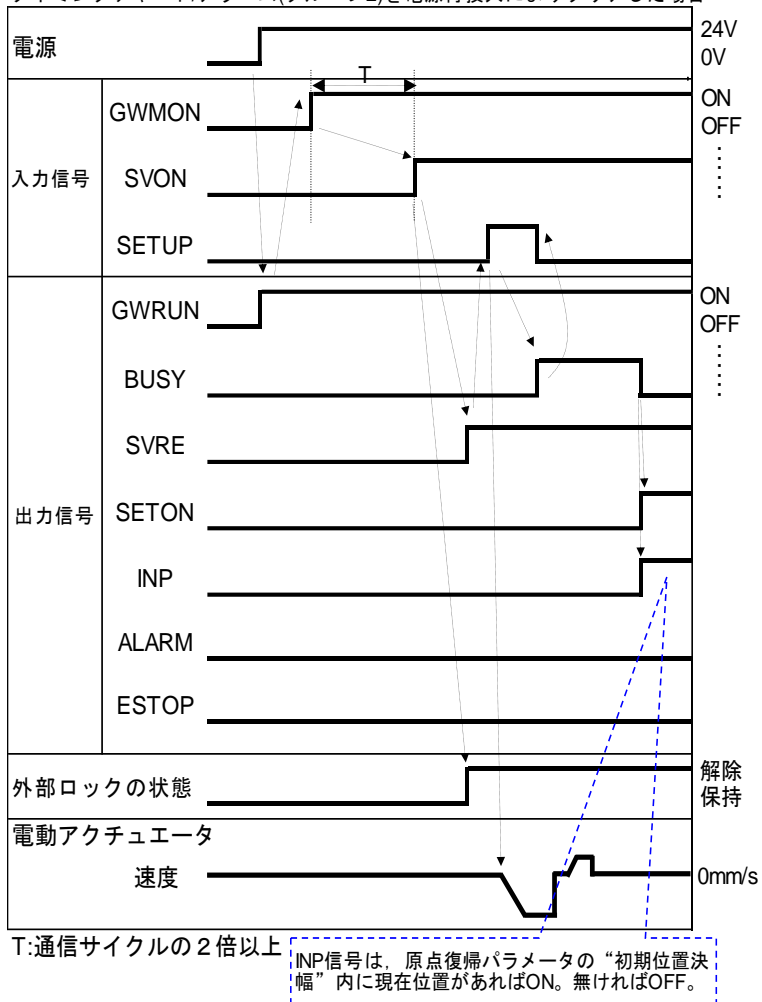 電源
24V
0V
T
入力信号
GWMON
ON
OFF
SVON
SETUP
出力信号
GWRUN
ON
OFF
BUSY
SVRE
SETON
INP
ALARM
ESTOP
外部ロックの状態
解除
保持
電動アクチュエータ
速度
0mm/s
T:通信サイクルの２倍以上
INP信号は，原点復帰パラメータの“初期位置決
幅”内に現在位置があればON。無ければOFF。